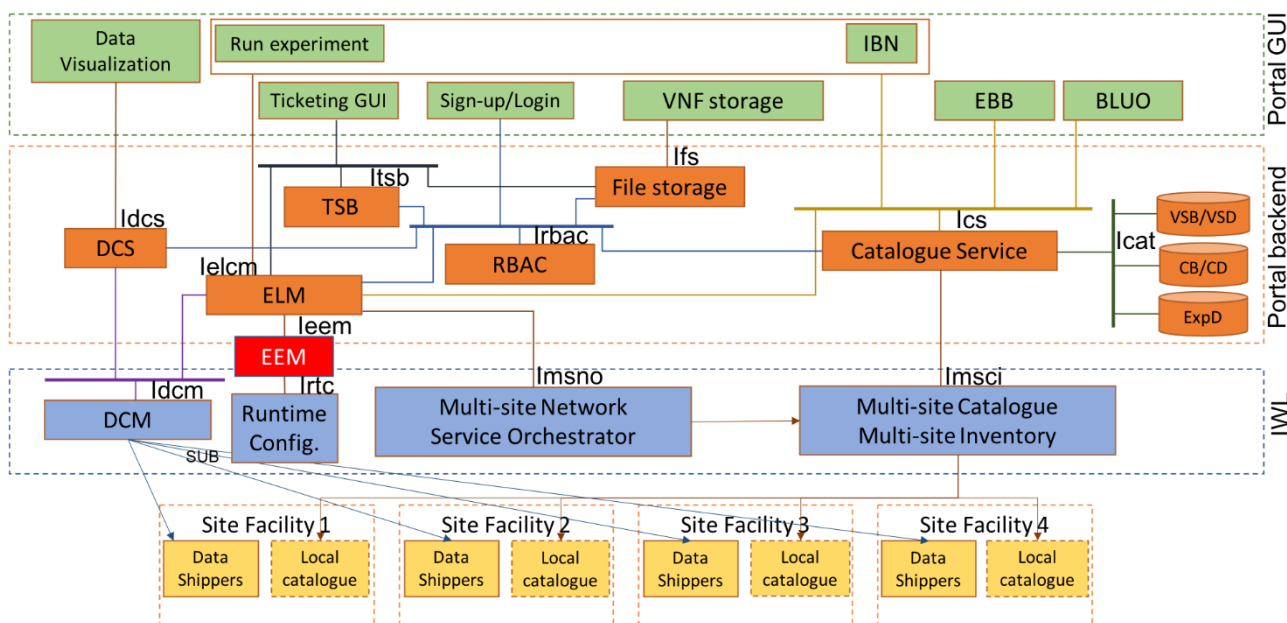 Data
Visualization
Run experiment
IBN
Ticketing GUI
Sign-up/Login
VNF storage
EBB
BLUO
Portal GUI
Itsb
Ifs
TSB
File storage
Idcs
DCS
Irbac
RBAC
Ics
Catalogue Service
Icat
VSB/VSD
CB/CD
ExpD
Portal backend
Ielcm
ELM
Ieem
EEM
Irtc
Idcm
DCM
SUB
Runtime
Config.
Imsno
Multi-site Network
Service Orchestrator
Imsci
Multi-site Catalogue
Multi-site Inventory
IWL
Site Facility 1
Data
Shippers
Local
catalogue
Site Facility 2
Data
Shippers
Local
catalogue
Site Facility 3
Data
Shippers
Local
catalogue
Site Facility 4
Data
Shippers
Local
catalogue